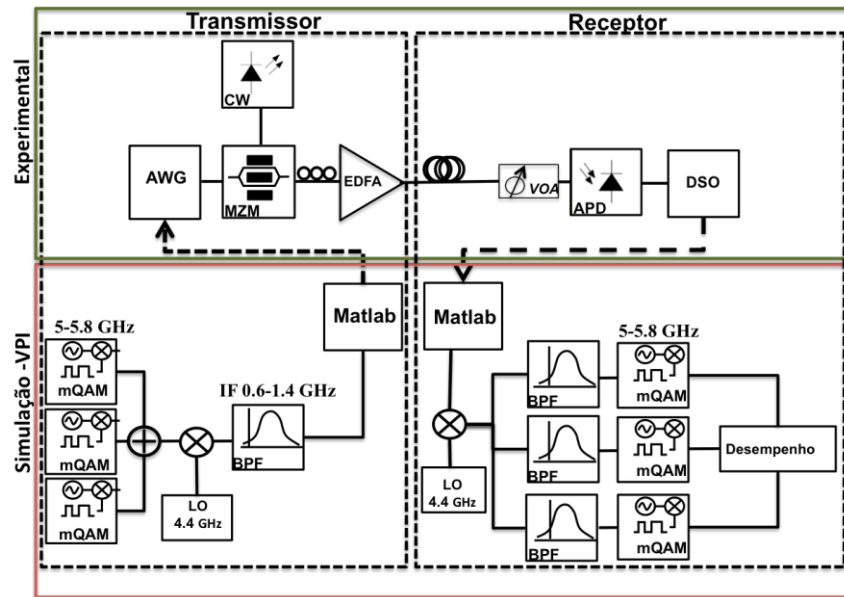 Transmissor
Receptor
Experimental
CW
AWG
MZM
EDFA
VOA
APD
DSO
Simulação -VPI
5-5.8 GHz
mQAM
mQAM
mQAM
LO
4.4 GHz
IF 0.6-1.4 GHz
BPF
Matlab
Matlab
LO
4.4 GHz
BPF
BPF
BPF
5-5.8 GHz
mQAM
mQAM
mQAM
Desempenho